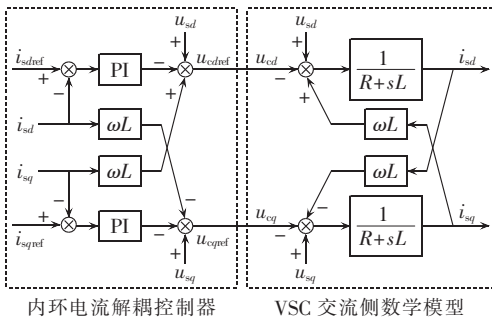 u_sd u_sd
i_sdref + − PI − + u_cdref u_cd − + 1/(R+sL) i_sd
+ +
i_sd ωL ωL
i_sq ωL ωL
− − −
i_sqref + PI − + u_cqref u_cq − + 1/(R+sL) i_sq
u_sq u_sq
内环电流解耦控制器 VSC 交流侧数学模型